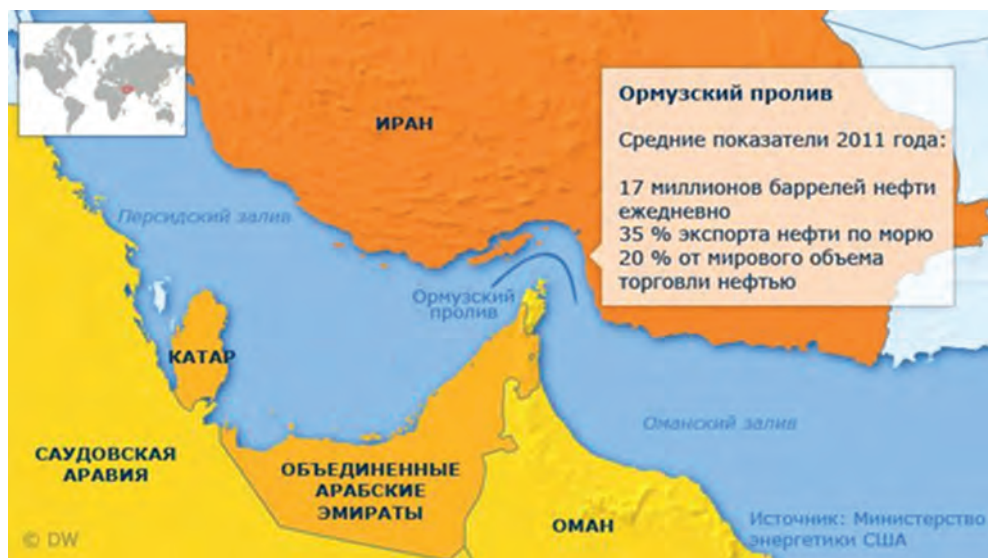 ИРАН
Ормузский пролив
Средние показатели 2011 года:
17 миллионов баррелей нефти
ежедневно
35 % экспорта нефти по морю
20 % от мирового объема
торговли нефтью
Персидский залив
Ормузский
пролив
КАТАР
Оманский залив
САУДОВСКАЯ
АРАВИЯ
ОБЪЕДИНЕННЫЕ
АРАБСКИЕ
ЭМИРАТЫ
ОМАН
Источник: Министерство
энергетики США
© DW